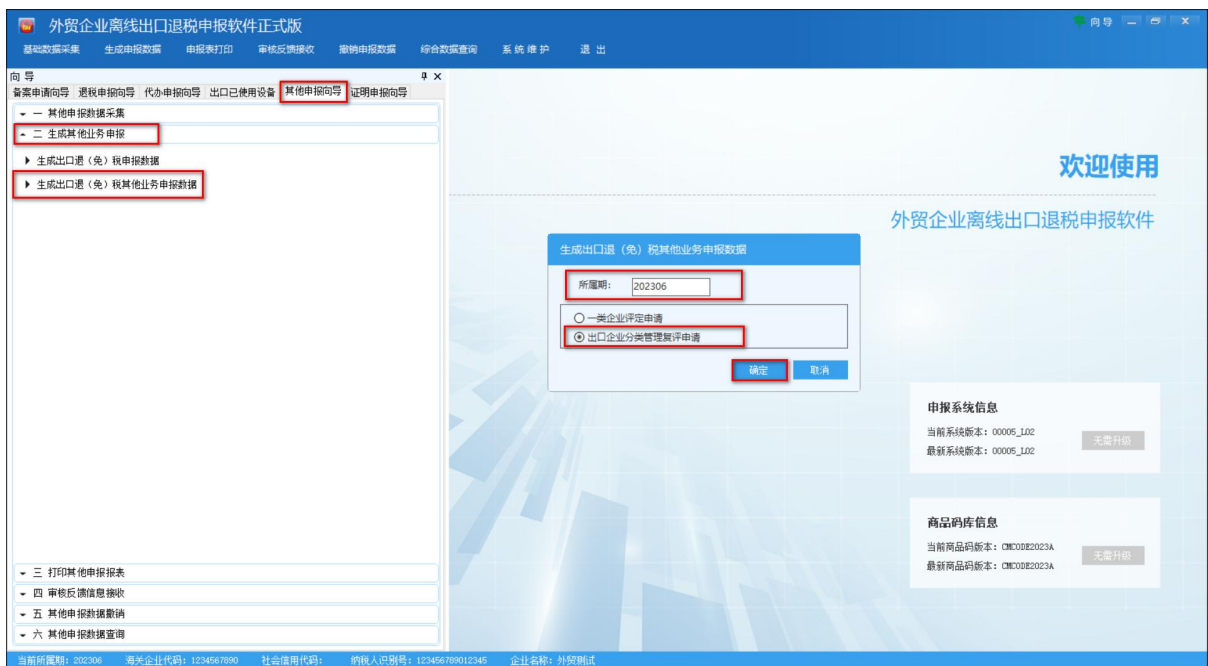 外贸企业离线出口退税申报软件正式版
向导
基础数据采集 生成申报数据 申报表打印 审核反馈接收 撤销申报数据 综合数据查询 系统维护 退出
向导
备案申请向导 退税申报向导 代办申报向导 出口已使用设备 其他申报向导 证明申报向导
一 其他申报数据采集
二 生成其他业务申报
生成出口退（免）税申报数据
生成出口退（免）税其他业务申报数据
欢迎使用
外贸企业离线出口退税申报软件
生成出口退（免）税其他业务申报数据
所属期： 202306
一类企业评定申请
出口企业分类管理复评申请
确定 取消
申报系统信息
当前系统版本：00005_L02
最新系统版本：00005_L02
无需升级
商品码库信息
当前商品码版本：CMCODE2023A
最新商品码版本：CMCODE2023A
无需升级
三 打印其他申报报表
四 审核反馈信息接收
五 其他申报数据撤销
六 其他申报数据查询
当前所属期：202306 海关企业代码：1234567890 社会信用代码： 纳税人识别号：123456789012345 企业名称：外贸测试